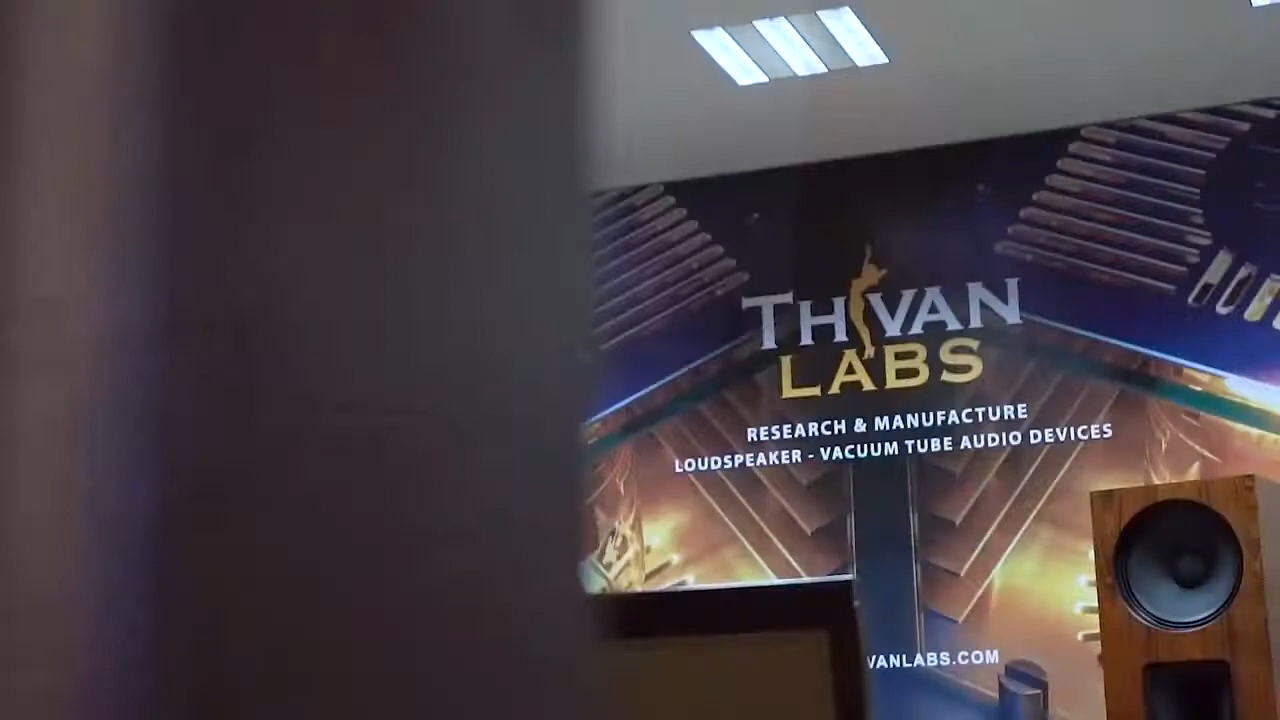 THIVAN
LABS
RESEARCH & MANUFACTURE
LOUDSPEAKER - VACUUM TUBE AUDIO DEVICES
VANLABS.COM